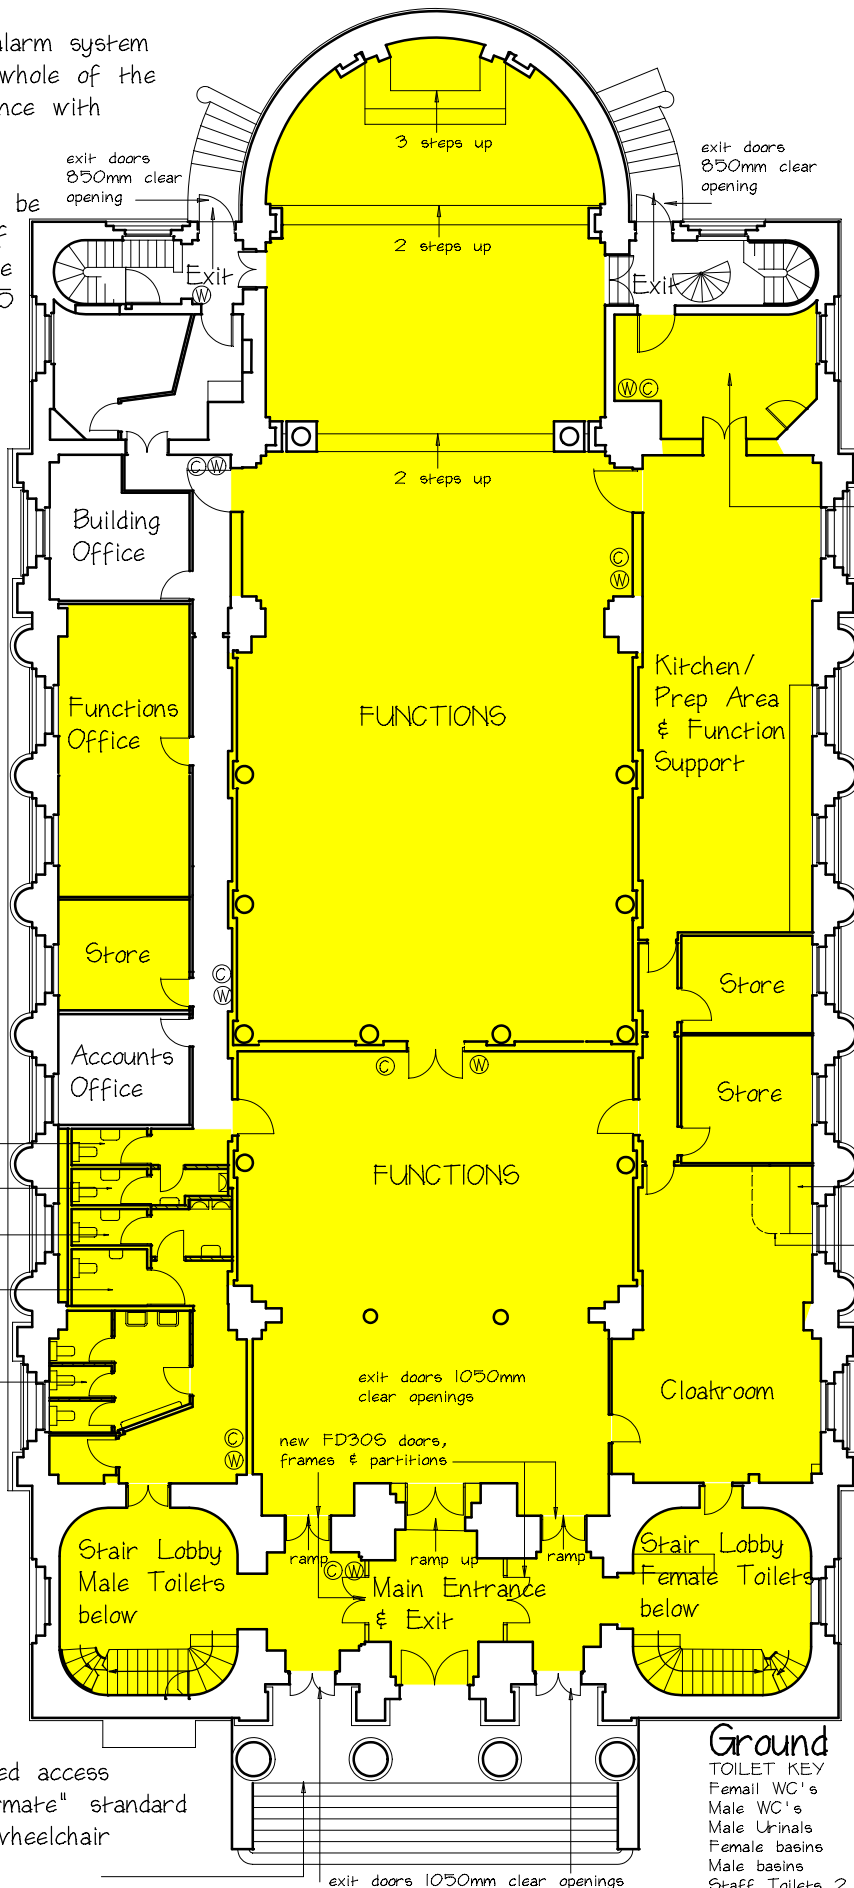 alarm system
whole of the
nce with
exit doors
850mm clear
opening
exit doors
850mm clear
opening
be
3 steps up
2 steps up
Exit
Exit
W
5
W C
2 steps up
C W
Building
Office
C
W
Kitchen/
Prep Area
& Function
Support
Functions
Office
FUNCTIONS
Store
C
W
Store
Accounts
Office
C
W
Store
FUNCTIONS
exit doors 1050mm
clear openings
Cloakroom
new FD30S doors,
frames & partitions
C
W
Stair Lobby
Male Toilets
below
ramp
ramp up
ramp
C W
Main Entrance
& Exit
Stair Lobby
Female Toilets
below
Ground
TOILET KEY
Femail WC's
Male WC's
Male Urinals
Female basins
Male basins
Staff Toilets 2
ed access
rmate" standard
wheelchair
exit doors 1050mm clear openings